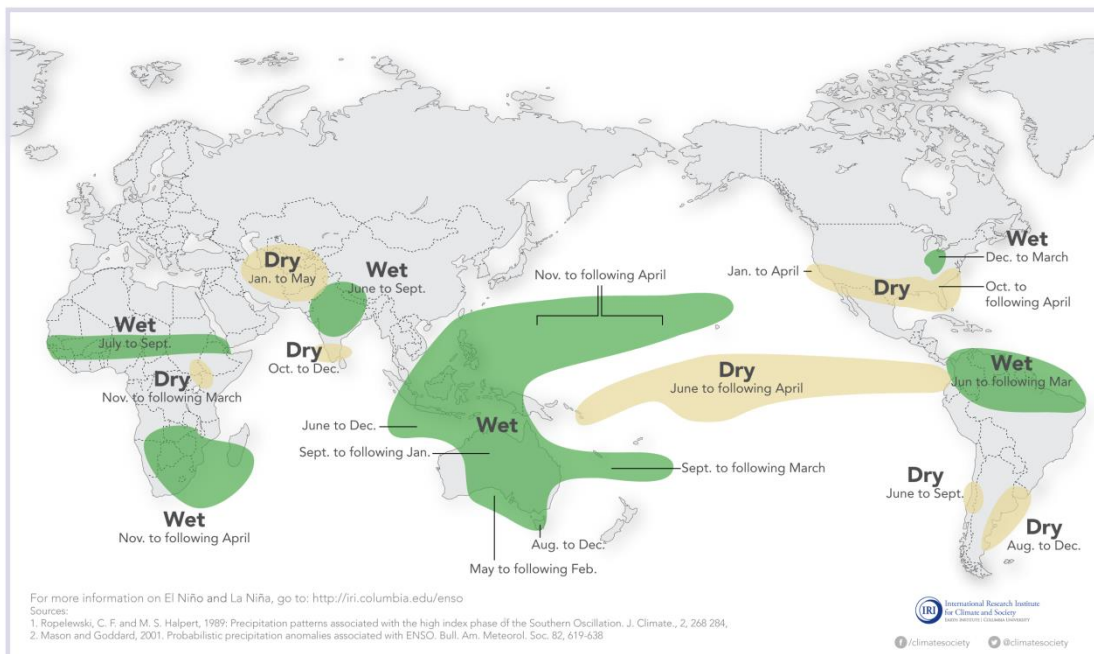 Wet
Dec. to March
Dry
Jan. to May
Wet
June to Sept.
Nov. to following April
Jan. to April
Dry
Oct. to
following April
Wet
July to Sept.
Dry
Oct. to Dec.
Dry
Nov. to following March
Dry
June to following April
Wet
Jun to following Mar
June to Dec.
Wet
Sept. to following Jan.
Sept. to following March
Dry
June to Sept.
Wet
Nov. to following April
Dry
Aug. to Dec.
Aug. to Dec.
May to following Feb.
For more information on El Niño and La Niña, go to: http://iri.columbia.edu/enso
Sources:
1. Ropelewski, C. F. and M. S. Halpert, 1989: Precipitation patterns associated with the high index phase df the Southern Oscillation. J. Climate., 2, 268 284,
2. Mason and Goddard, 2001. Probabilistic precipitation anomalies associated with ENSO. Bull. Am. Meteorol. Soc. 82, 619-638
IRI
International Research Institute
for Climate and Society
EARTH INSTITUTE | COLUMBIA UNIVERSITY
/climatesociety
@climatesociety